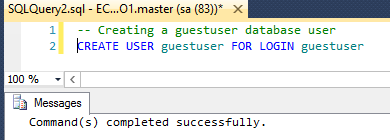 SQLQuery2.sql - EC...O1.master (sa (83))*
1 -- Creating a guestuser database user
2 CREATE USER guestuser FOR LOGIN guestuser
100 %
Messages
Command(s) completed successfully.